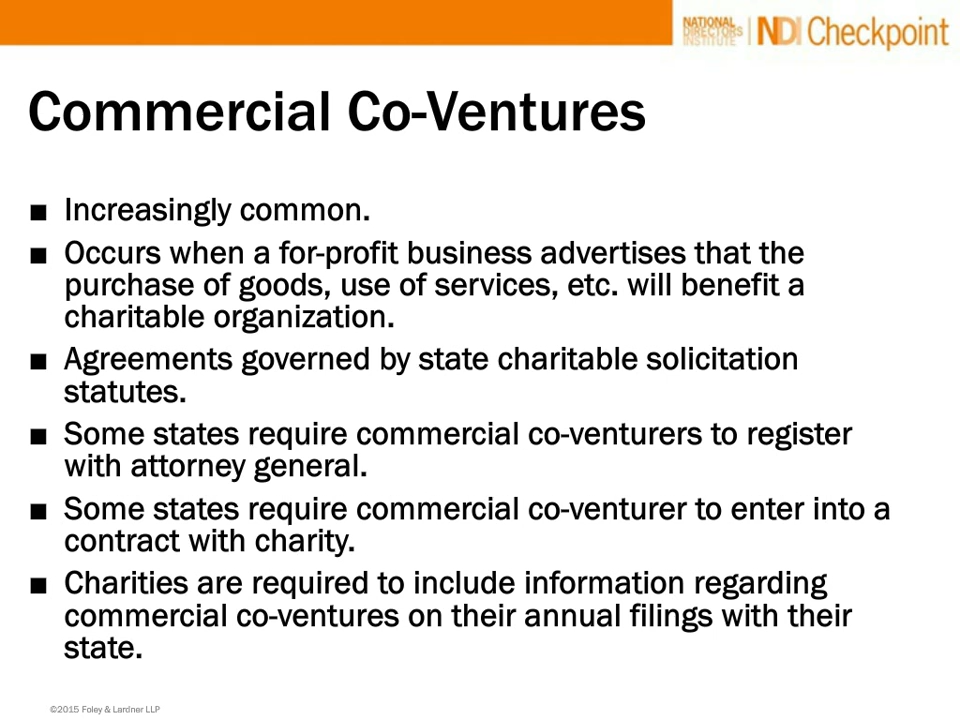 NATIONAL
DIRECTORS
INSTITUTE
NDI Checkpoint
Commercial Co-Ventures
■ Increasingly common.
■ Occurs when a for-profit business advertises that the
purchase of goods, use of services, etc. will benefit a
charitable organization.
■ Agreements governed by state charitable solicitation
statutes.
■ Some states require commercial co-venturers to register
with attorney general.
■ Some states require commercial co-venturer to enter into a
contract with charity.
■ Charities are required to include information regarding
commercial co-ventures on their annual filings with their
state.
©2015 Foley & Lardner LLP